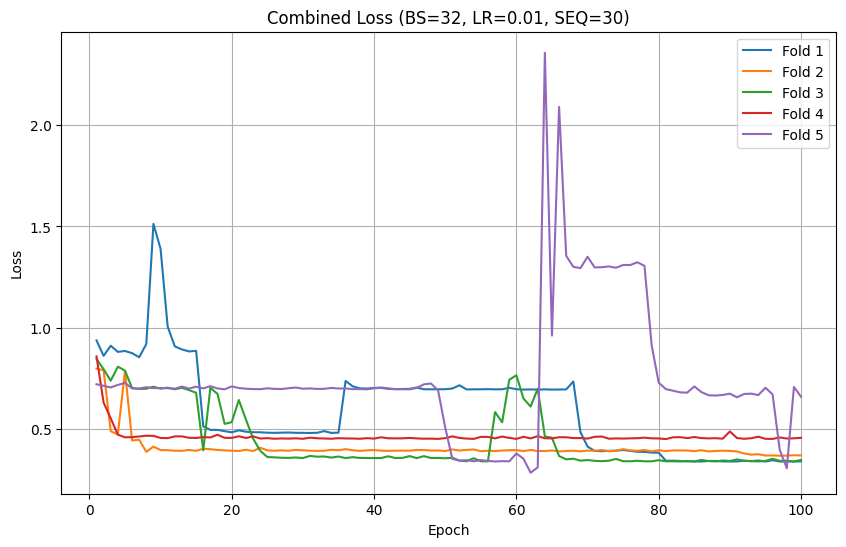 Combined Loss (BS=32, LR=0.01, SEQ=30)
Fold 1
Fold 2
Fold 3
Fold 4
Fold 5
Loss
2.0
1.5
1.0
0.5
0 20 40 60 80 100
Epoch